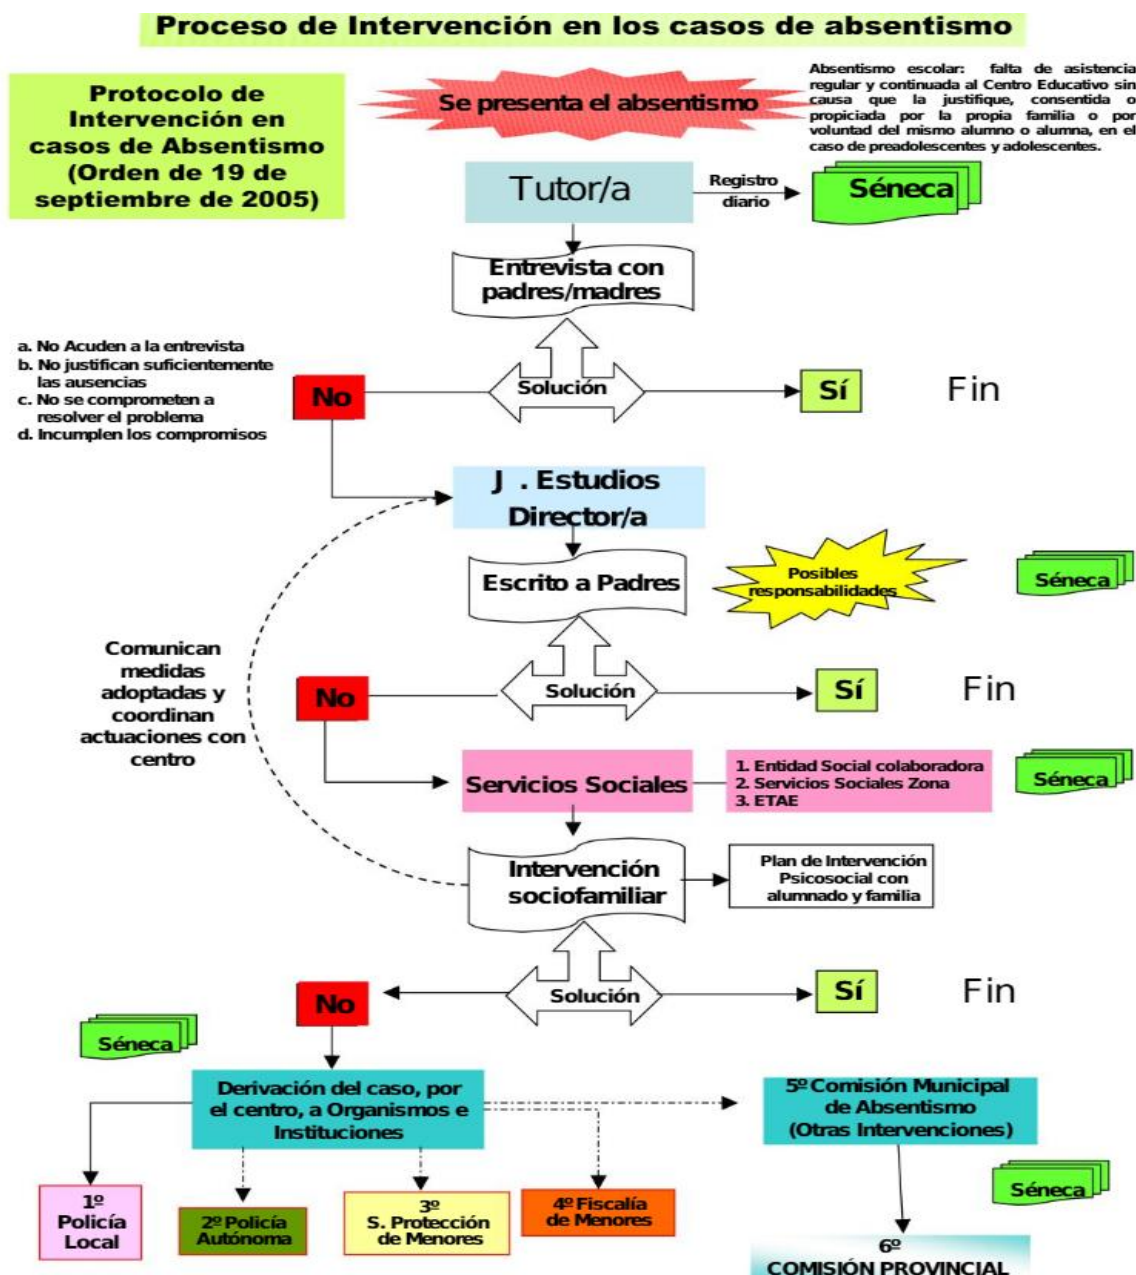 Proceso de Intervención en los casos de absentismo
Protocolo de
Intervención en
casos de Absentismo
(Orden de 19 de
septiembre de 2005)
Se presenta el absentismo
Absentismo escolar: falta de asistencia
regular y continuada al Centro Educativo sin
causa que la justifique, consentida o
propiciada por la propia familia o por
voluntad del mismo alumno o alumna, en el
caso de preadolescentes y adolescentes.
Tutor/a
Registro
diario
Séneca
Entrevista con
padres/madres
a. No Acuden a la entrevista
b. No justifican suficientemente
las ausencias
c. No se comprometen a
resolver el problema
d. Incumplen los compromisos
No
Solución
Sí
Fin
J . Estudios
Director/a
Escrito a Padres
Posibles
responsabilidades
Séneca
Comunican
medidas
adoptadas y
coordinan
actuaciones con
centro
No
Solución
Sí
Fin
Servicios Sociales
1. Entidad Social colaboradora
2. Servicios Sociales Zona
3. ETAE
Séneca
Intervención
sociofamiliar
Plan de Intervención
Psicosocial con
alumnado y familia
No
Solución
Sí
Fin
Séneca
Derivación del caso, por
el centro, a Organismos e
Instituciones
5º Comisión Municipal
de Absentismo
(Otras Intervenciones)
1º
Policía
Local
2º Policía
Autónoma
3º
S. Protección
de Menores
4º Fiscalía
de Menores
Séneca
6º
COMISIÓN PROVINCIAL